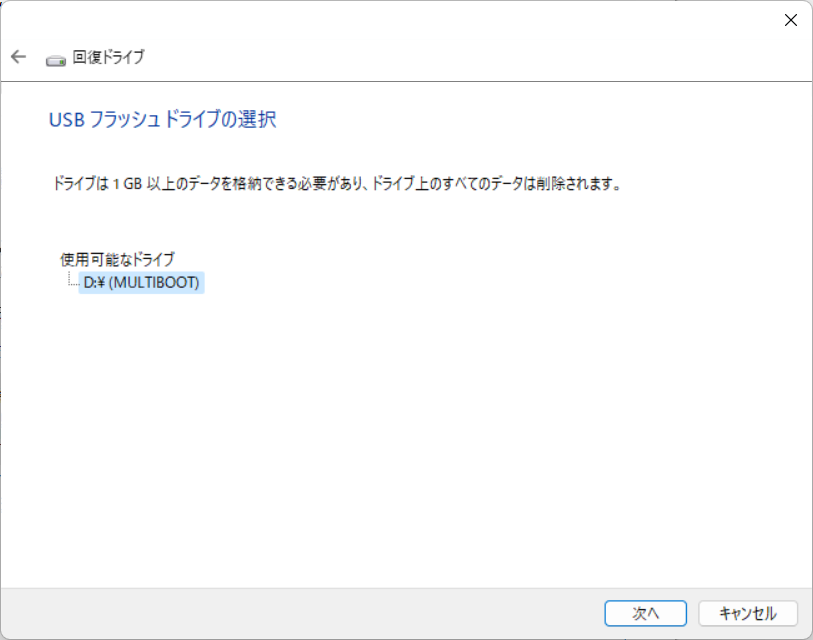 回復ドライブ
USB フラッシュ ドライブの選択
ドライブは 1 GB 以上のデータを格納できる必要があり、ドライブ上のすべてのデータは削除されます。
使用可能なドライブ
D:¥ (MULTIBOOT)
次へ
キャンセル